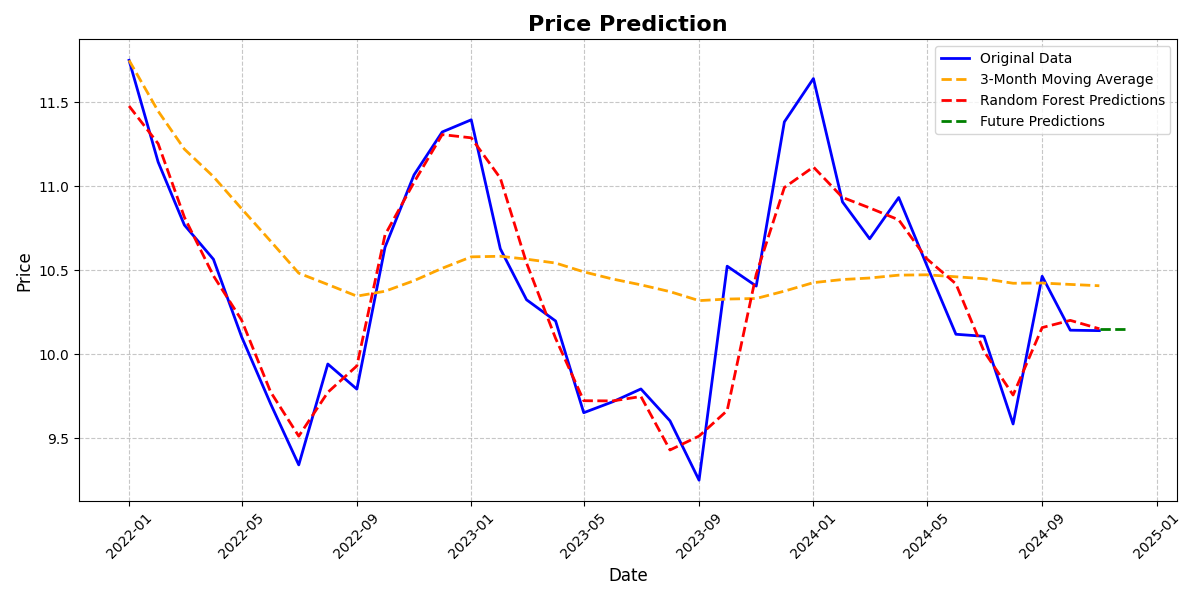 Price Prediction
Original Data
3-Month Moving Average
Random Forest Predictions
Future Predictions
Price
11.5
11.0
10.5
10.0
9.5
2022-01
2022-05
2022-09
2023-01
2023-05
2023-09
2024-01
2024-05
2024-09
2025-01
Date